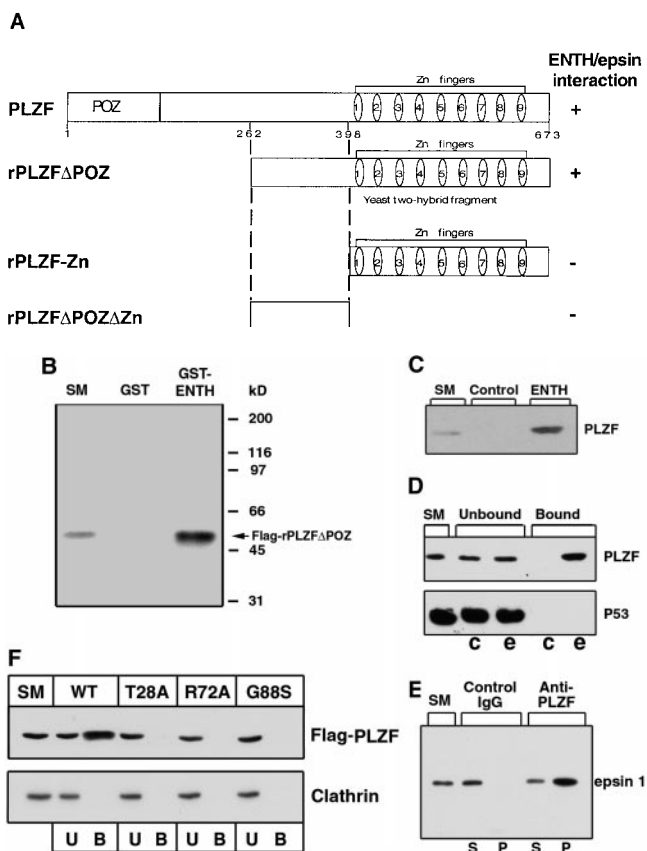 A
ENTH/epsin
interaction
Zn fingers
PLZF POZ 1 2 3 4 5 6 7 8 9 +
1 262 398 673
rPLZFΔPOZ 1 2 3 4 5 6 7 8 9 +
Yeast two-hybrid fragment
Zn fingers
rPLZF-Zn 1 2 3 4 5 6 7 8 9 -
rPLZFΔPOZΔZn -
B
SM GST GST-ENTH kD
200
116
97
66
Flag-rPLZFΔPOZ
45
31
C
SM Control ENTH
PLZF
D
SM Unbound Bound
PLZF
P53
c e c e
F
SM WT T28A R72A G88S
Flag-PLZF
Clathrin
U B U B U B U B
E
SM Control IgG Anti-PLZF
epsin 1
S P S P